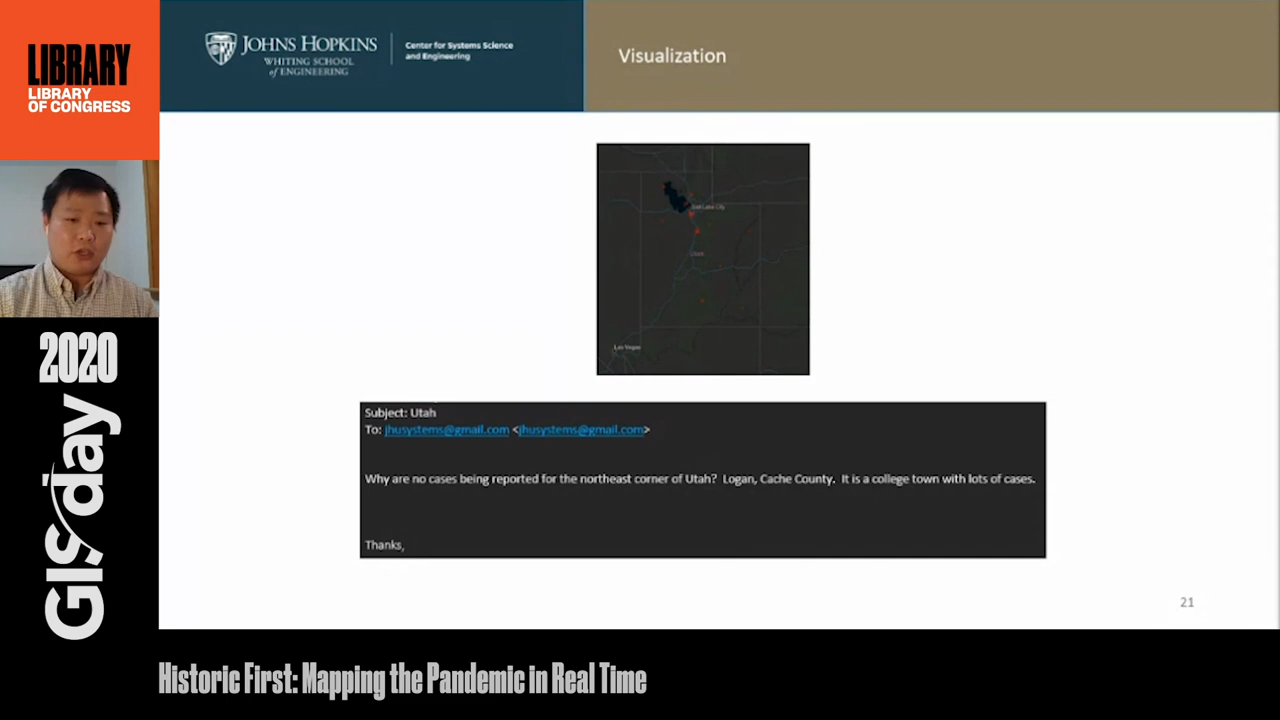 LIBRARY
LIBRARY
OF CONGRESS
JOHNS HOPKINS
WHITING SCHOOL
of ENGINEERING
Center for Systems Science
and Engineering
Visualization
Salt Lake City
Utah
Las Vegas
Subject: Utah
To: jhusystems@gmail.com <jhusystems@gmail.com>
Why are no cases being reported for the northeast corner of Utah? Logan, Cache County. It is a college town with lots of cases.
Thanks,
21
GIS day 2020
Historic First: Mapping the Pandemic in Real Time